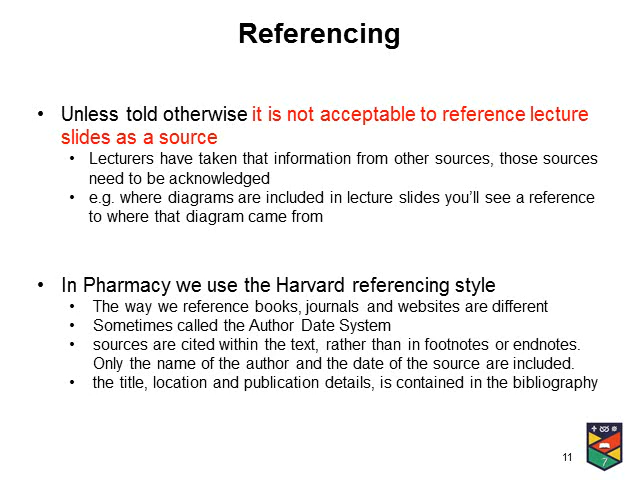 Referencing
• Unless told otherwise it is not acceptable to reference lecture
slides as a source
• Lecturers have taken that information from other sources, those sources
need to be acknowledged
• e.g. where diagrams are included in lecture slides you'll see a reference
to where that diagram came from
• In Pharmacy we use the Harvard referencing style
• The way we reference books, journals and websites are different
• Sometimes called the Author Date System
• sources are cited within the text, rather than in footnotes or endnotes.
Only the name of the author and the date of the source are included.
• the title, location and publication details, is contained in the bibliography
11